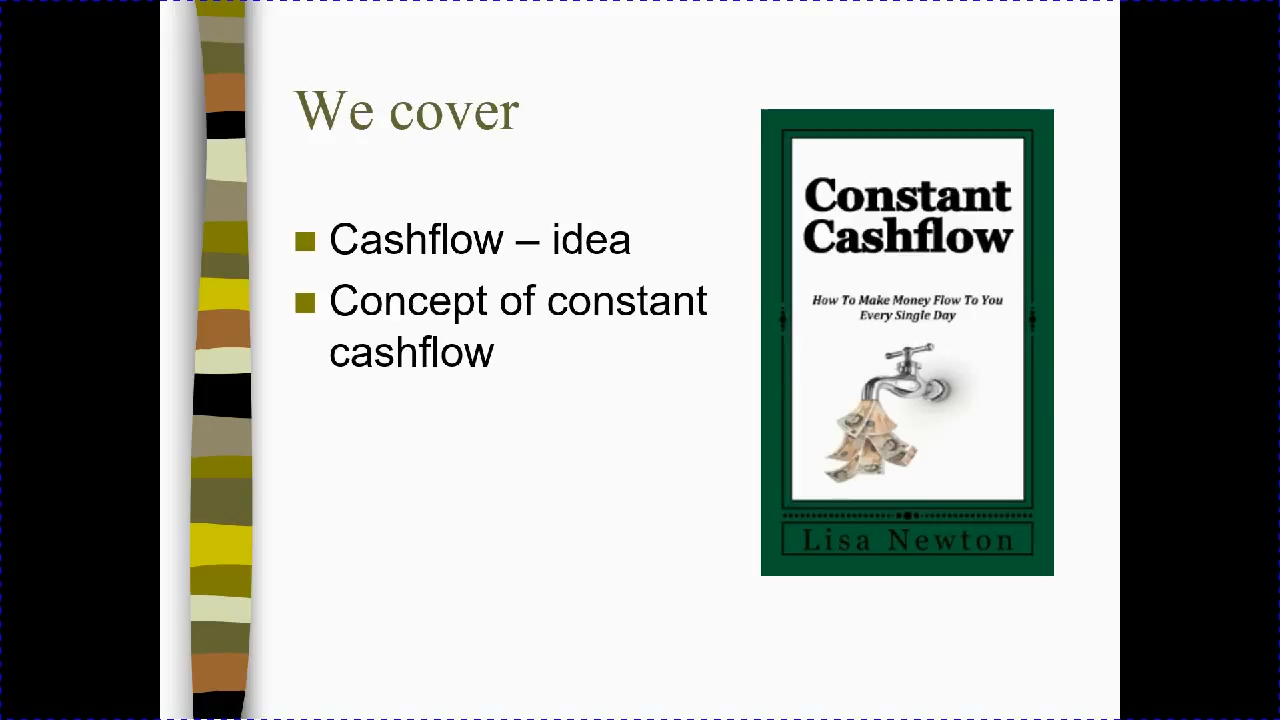 We cover
Cashflow – idea
Concept of constant
cashflow
Constant
Cashflow
How To Make Money Flow To You
Every Single Day
Lisa Newton